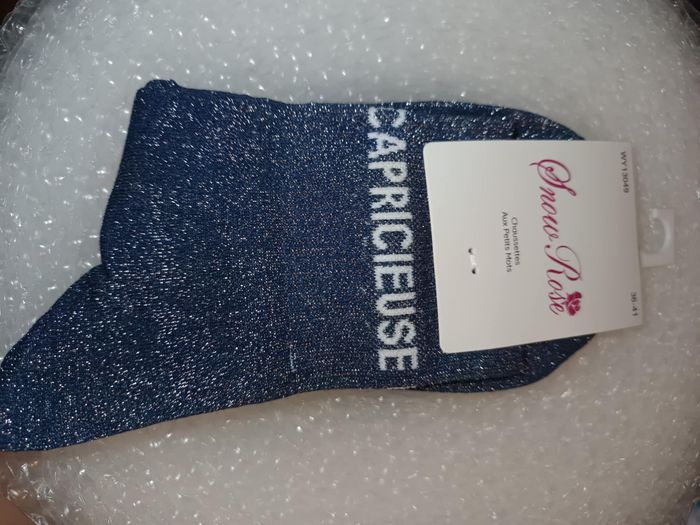 CAPRICIEUSE
WY13049
36-41
Snow Rose
Chaussettes
Aux Petits Mots